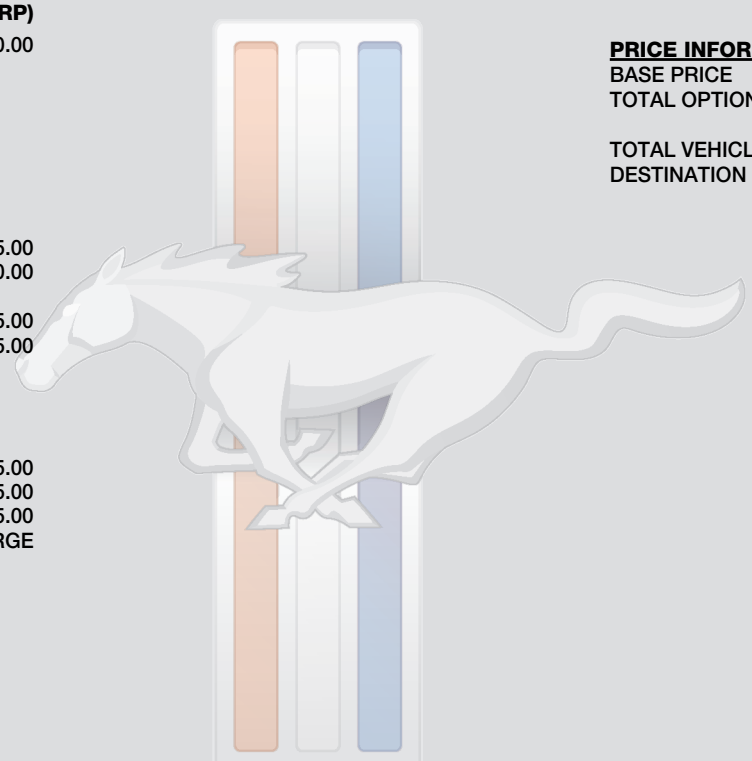 RP)
0.00
PRICE INFOR
BASE PRICE
TOTAL OPTION
TOTAL VEHICL
DESTINATION
5.00
0.00
5.00
5.00
5.00
5.00
5.00
RGE